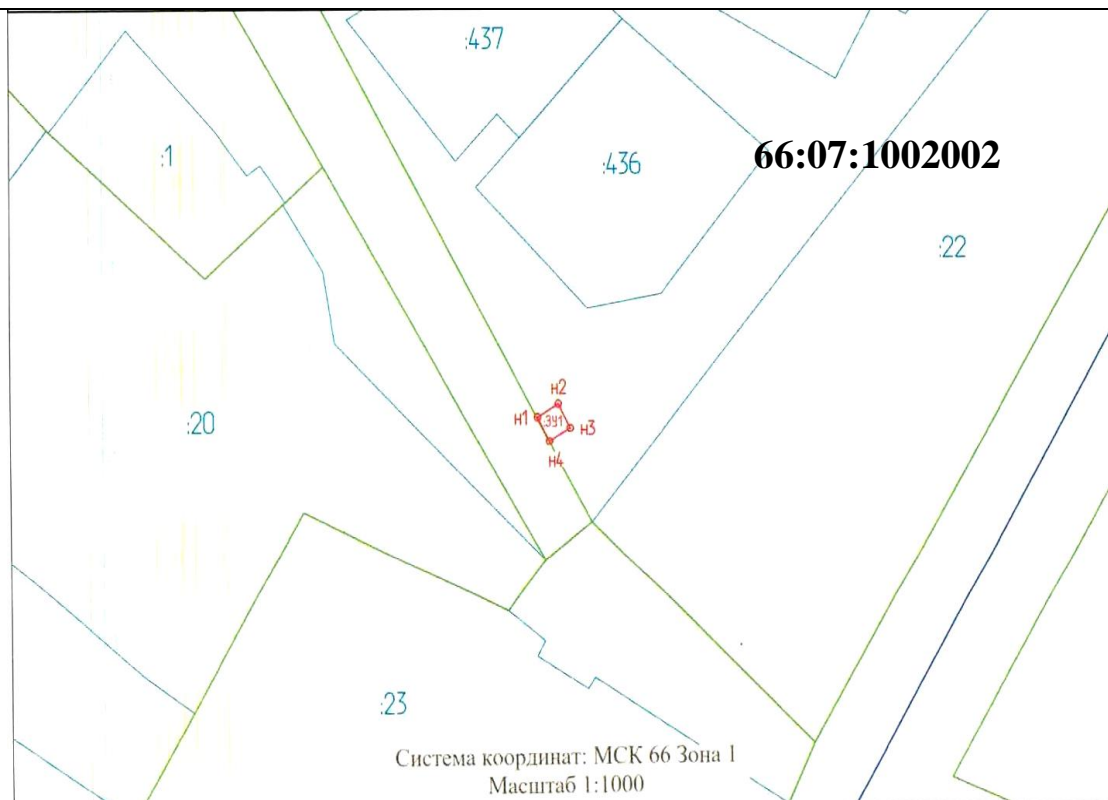 :437
:1
:436
66:07:1002002
:22
н2
н1
:ЗУ1
н3
:20
н4
:23
Система координат: МСК 66 Зона 1
Масштаб 1:1000